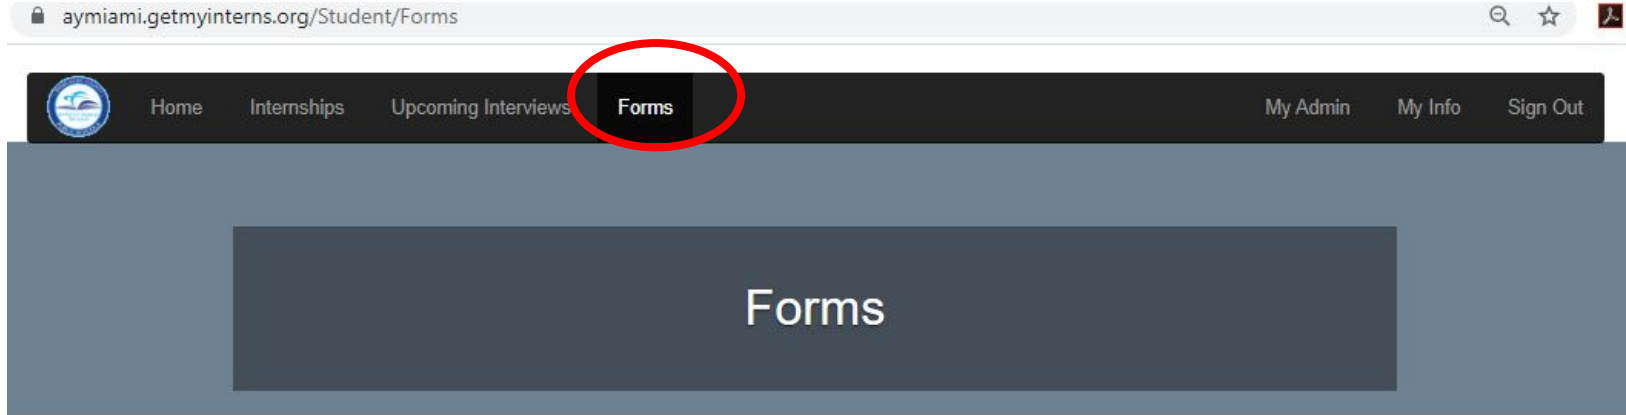 aymiami.getmyinterns.org/Student/Forms
Home Internships Upcoming Interviews Forms My Admin My Info Sign Out
Forms